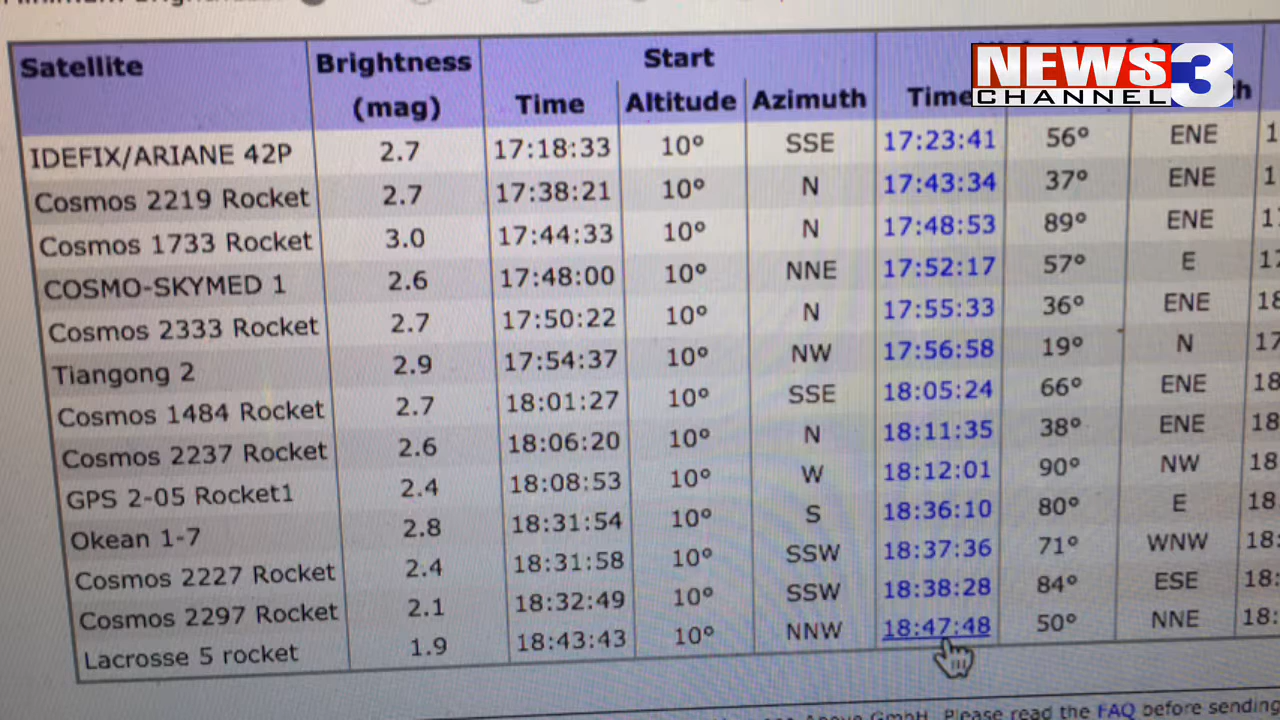 Satellite Brightness (mag) Start
Time Altitude Azimuth Time
NEWS 3
CHANNEL
IDEFIX/ARIANE 42P 2.7 17:18:33 10° SSE 17:23:41 56° ENE
Cosmos 2219 Rocket 2.7 17:38:21 10° N 17:43:34 37° ENE
Cosmos 1733 Rocket 3.0 17:44:33 10° N 17:48:53 89° ENE
COSMO-SKYMED 1 2.6 17:48:00 10° NNE 17:52:17 57° E
Cosmos 2333 Rocket 2.7 17:50:22 10° N 17:55:33 36° ENE
Tiangong 2 2.9 17:54:37 10° NW 17:56:58 19° N
Cosmos 1484 Rocket 2.7 18:01:27 10° SSE 18:05:24 66° ENE
Cosmos 2237 Rocket 2.6 18:06:20 10° N 18:11:35 38° ENE
GPS 2-05 Rocket1 2.4 18:08:53 10° W 18:12:01 90° NW
Okean 1-7 2.8 18:31:54 10° S 18:36:10 80° E
Cosmos 2227 Rocket 2.4 18:31:58 10° SSW 18:37:36 71° WNW
Cosmos 2297 Rocket 2.1 18:32:49 10° SSW 18:38:28 84° ESE
Lacrosse 5 rocket 1.9 18:43:43 10° NNW 18:47:48 50° NNE
GmbH. Please read the FAQ before sending